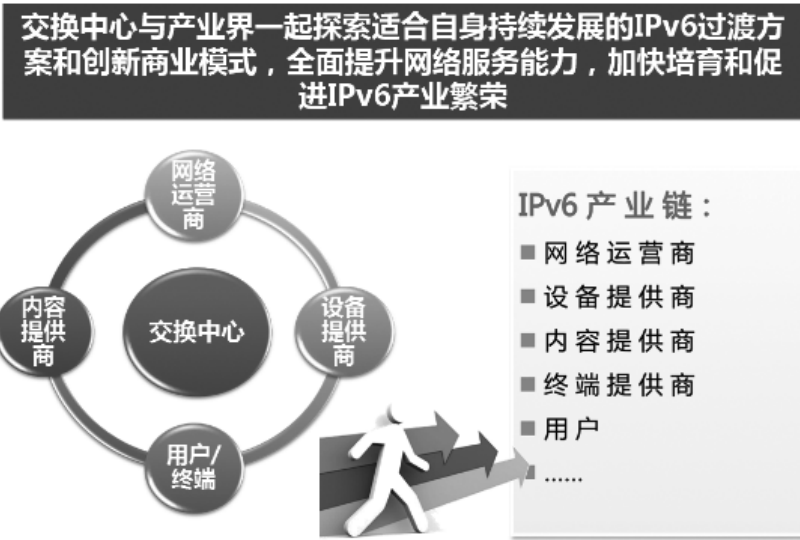 交换中心与产业界一起探索适合自身持续发展的IPv6过渡方
案和创新商业模式，全面提升网络服务能力，加快培育和促
进IPv6产业繁荣
网络
运营
商
内容
提供
商
交换中心
设备
提供
商
用户/
终端
IPv6产业链：
网络运营商
设备提供商
内容提供商
终端提供商
用户
……